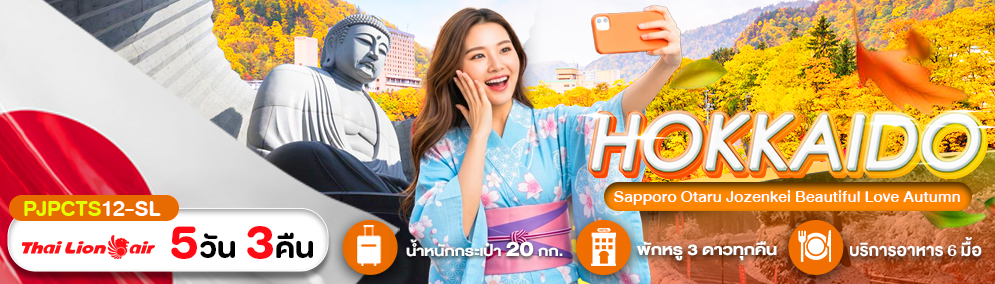 HOKKAIDO
Sapporo Otaru Jozenkei Beautiful Love Autumn
PJPCTS12-SL
Thai Lion air
5วัน 3คืน
น้ำหนักกระเป๋า 20 กก.
พักหรู 3 ดาวทุกคืน
บริการอาหาร 6 มื้อ